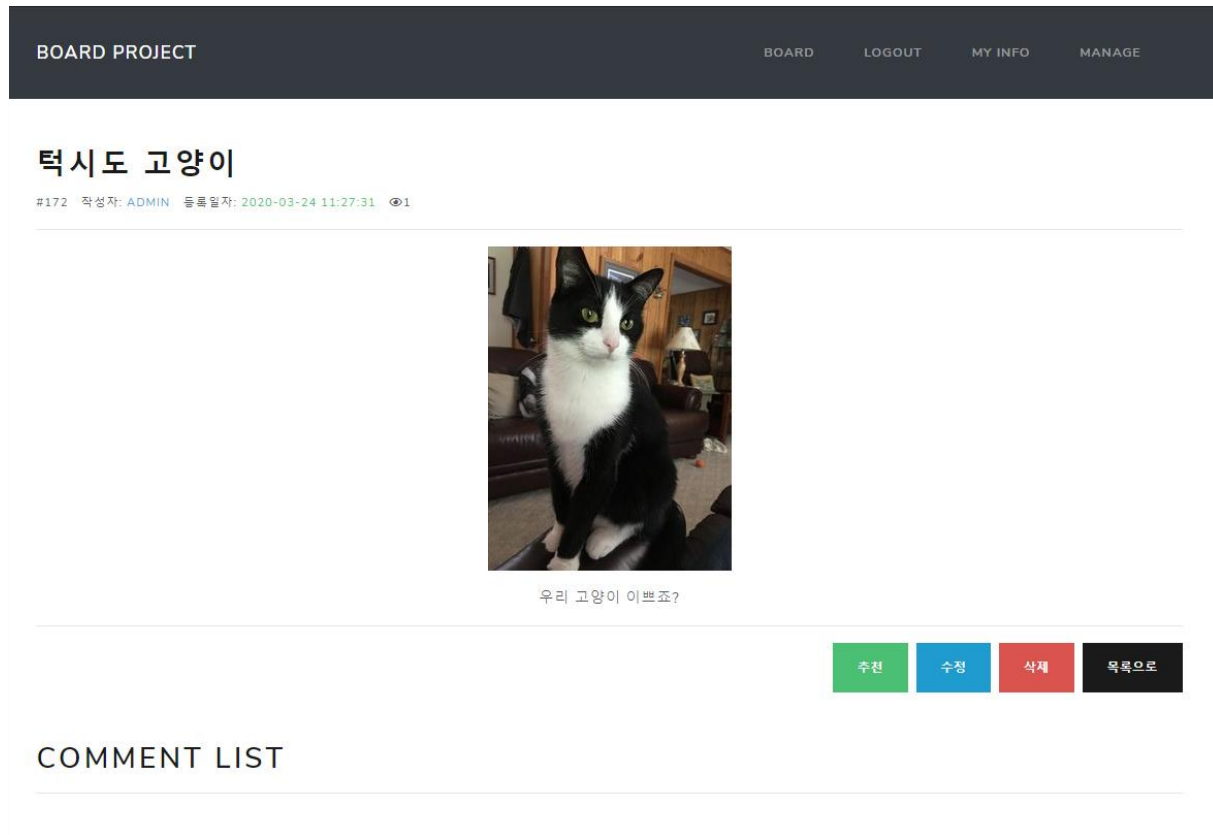 BOARD PROJECT BOARD LOGOUT MY INFO MANAGE
턱시도 고양이
#172 작성자: ADMIN 등록일자: 2020-03-24 11:27:31 1
우리 고양이 이쁘죠?
추천 수정 삭제 목록으로
COMMENT LIST